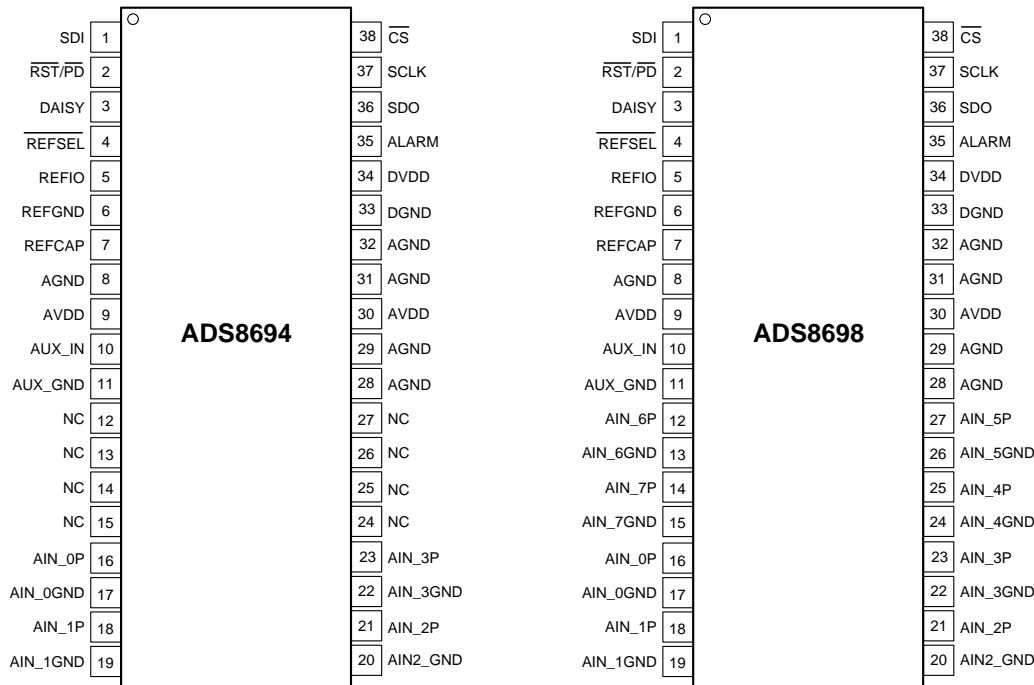 SDI 1 38 CS SDI 1 38 CS
RST/PD 2 37 SCLK RST/PD 2 37 SCLK
DAISY 3 36 SDO DAISY 3 36 SDO
REFSEL 4 35 ALARM REFSEL 4 35 ALARM
REFIO 5 34 DVDD REFIO 5 34 DVDD
REFGND 6 33 DGND REFGND 6 33 DGND
REFCAP 7 32 AGND REFCAP 7 32 AGND
AGND 8 31 AGND AGND 8 31 AGND
AVDD 9 30 AVDD AVDD 9 30 AVDD
ADS8694 ADS8698
AUX_IN 10 29 AGND AUX_IN 10 29 AGND
AUX_GND 11 28 AGND AUX_GND 11 28 AGND
NC 12 27 NC AIN_6P 12 27 AIN_5P
NC 13 26 NC AIN_6GND 13 26 AIN_5GND
NC 14 25 NC AIN_7P 14 25 AIN_4P
NC 15 24 NC AIN_7GND 15 24 AIN_4GND
AIN_0P 16 23 AIN_3P AIN_0P 16 23 AIN_3P
AIN_0GND 17 22 AIN_3GND AIN_0GND 17 22 AIN_3GND
AIN_1P 18 21 AIN_2P AIN_1P 18 21 AIN_2P
AIN_1GND 19 20 AIN2_GND AIN_1GND 19 20 AIN2_GND